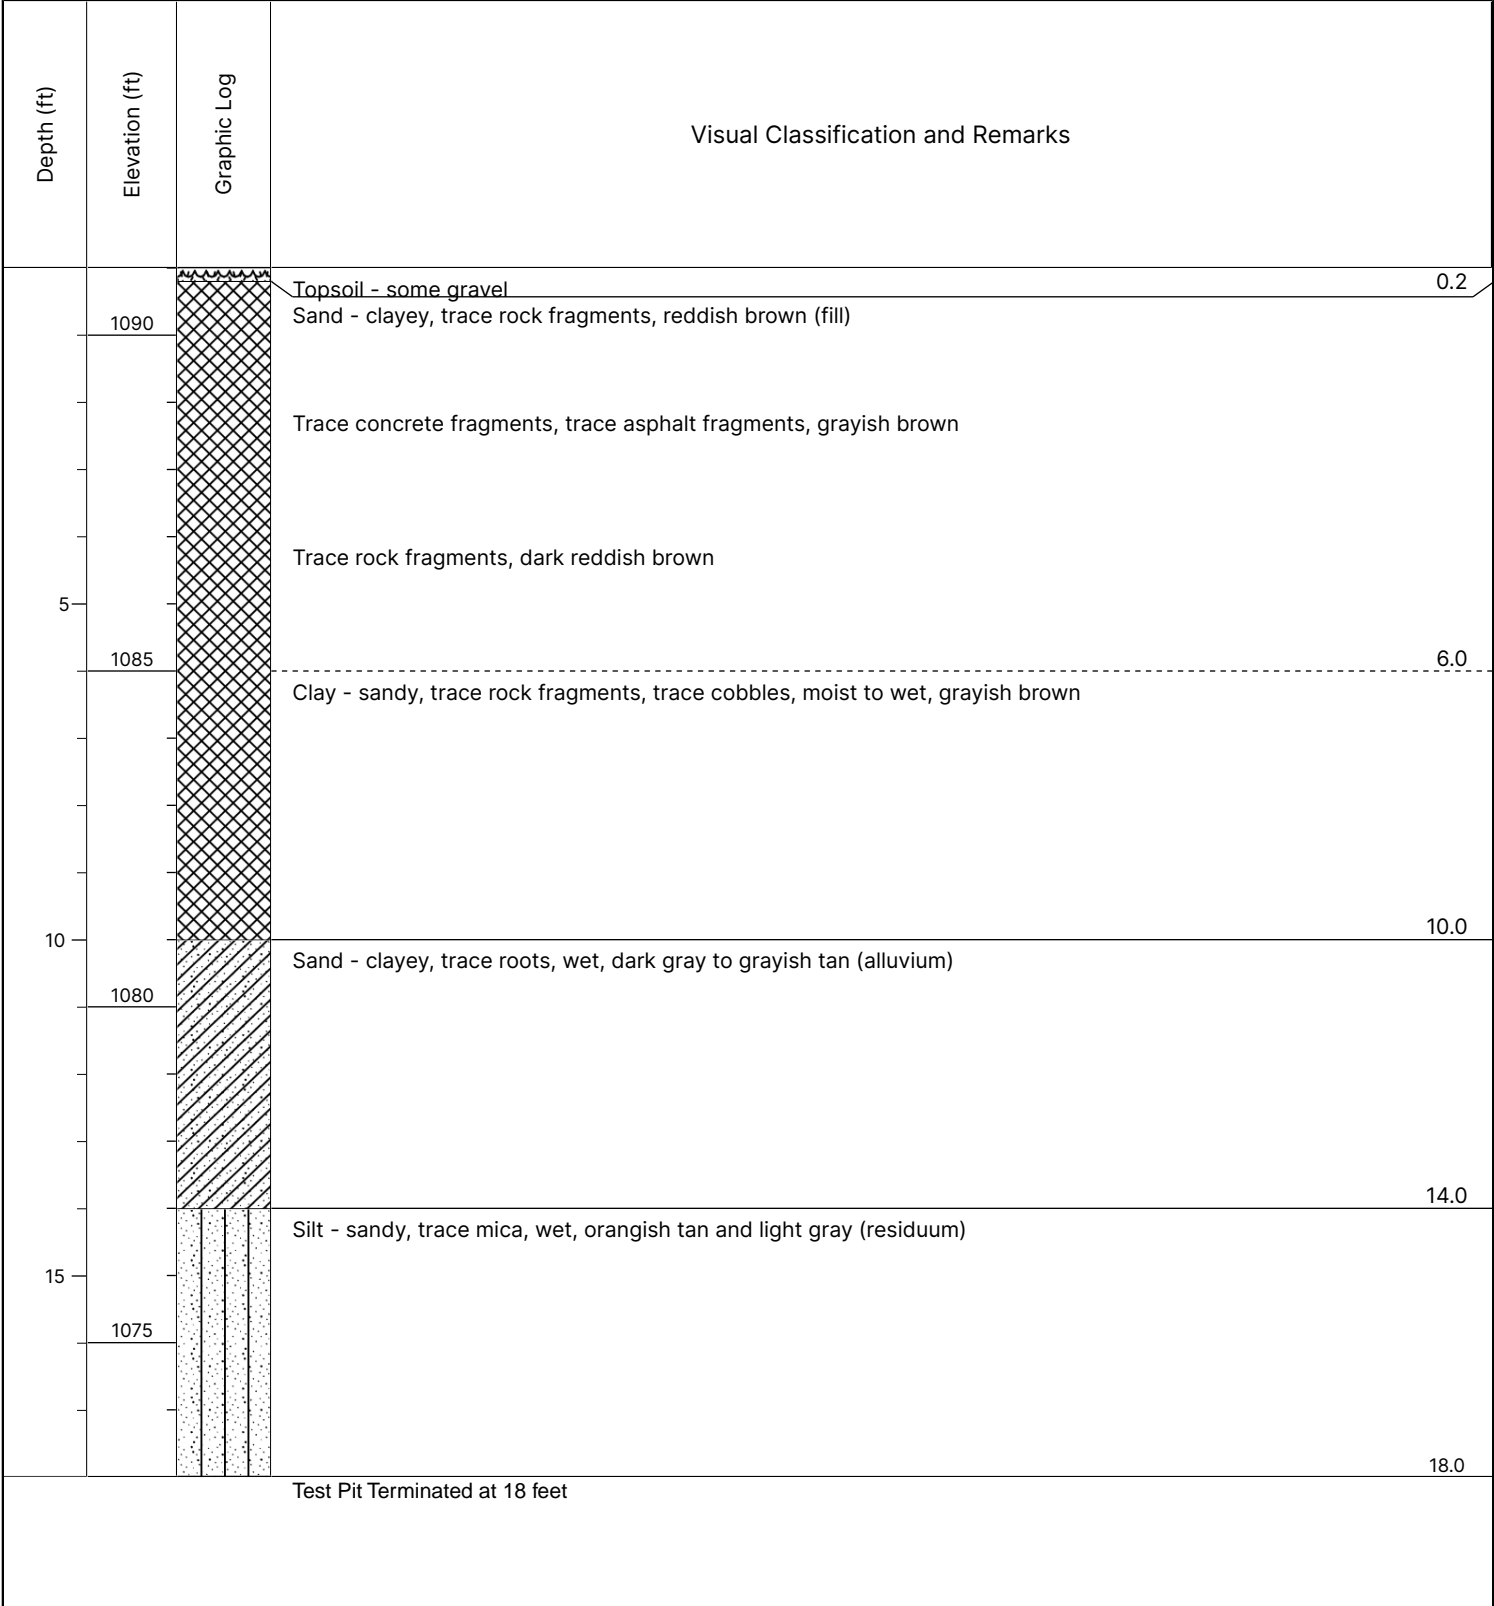 Depth (ft)
Elevation (ft)
Graphic Log
Visual Classification and Remarks
Topsoil - some gravel
0.2
Sand - clayey, trace rock fragments, reddish brown (fill)
1090
Trace concrete fragments, trace asphalt fragments, grayish brown
Trace rock fragments, dark reddish brown
5
1085
6.0
Clay - sandy, trace rock fragments, trace cobbles, moist to wet, grayish brown
10.0
10
Sand - clayey, trace roots, wet, dark gray to grayish tan (alluvium)
1080
14.0
Silt - sandy, trace mica, wet, orangish tan and light gray (residuum)
15
1075
18.0
Test Pit Terminated at 18 feet